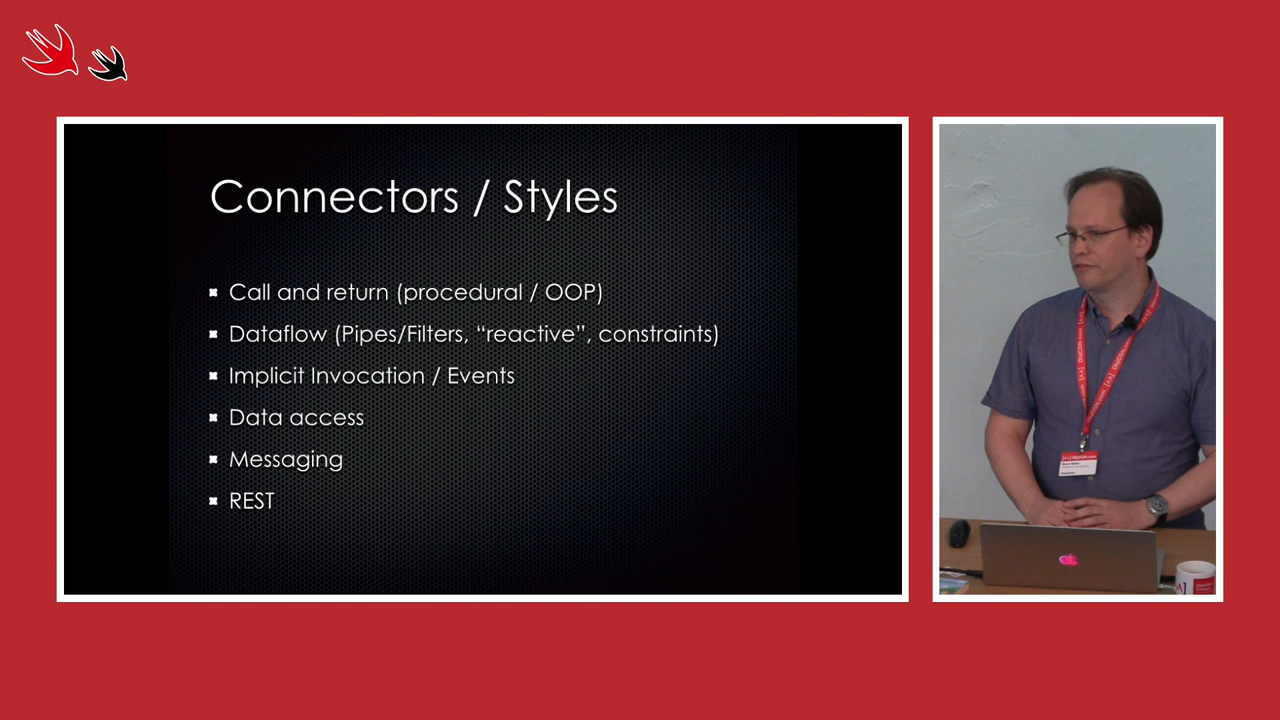 Connectors / Styles
Call and return (procedural / OOP)
Dataflow (Pipes/Filters, “reactive”, constraints)
Implicit Invocation / Events
Data access
Messaging
REST